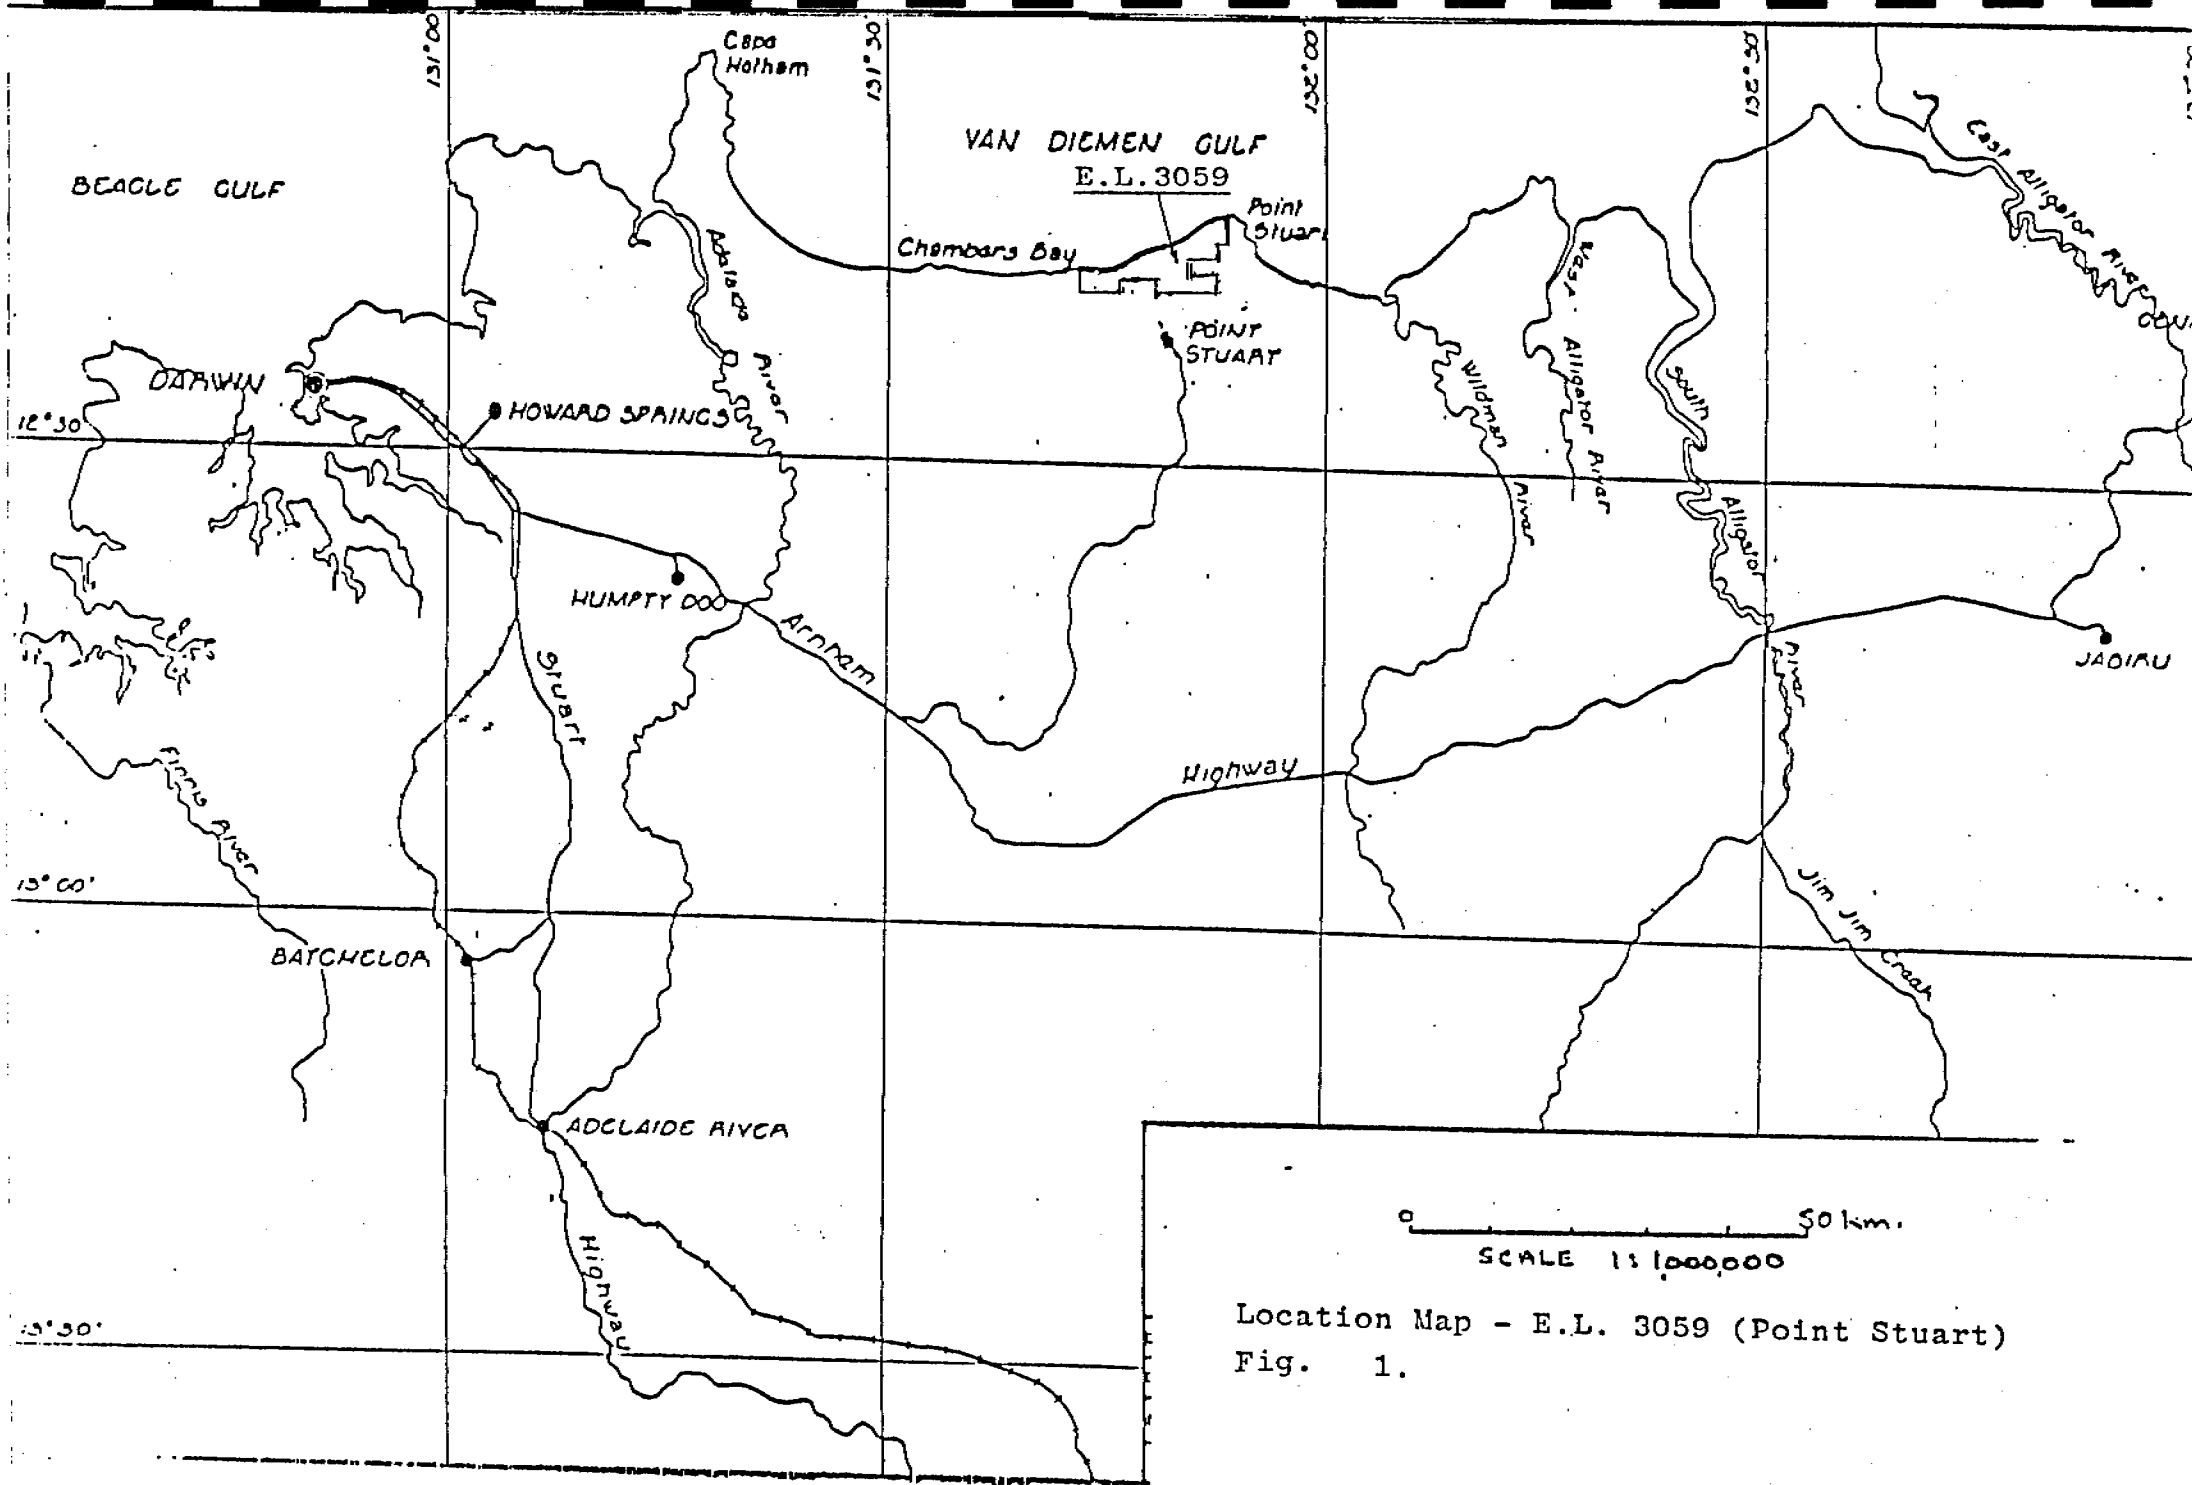 131°00'
Cape
Hotham
131°30'
132°00'
132°30'
VAN DIEMEN GULF
E.L.3059
BEAGLE GULF
Point
Stuart
Chambers Bay
East Alligator River
Adelaide River
West Alligator River
POINT
STUART
DARWIN
HOWARD SPRINGS
12°30'
Wildman River
South Alligator River
HUMPTY DOO
Arnhem Highway
JABIRU
Stuart Highway
Finnis River
13°00'
Jim Jim Creek
BATCHELOR
ADELAIDE RIVER
0 50 km.
SCALE 1:1,000,000
13°30'
Location Map - E.L. 3059 (Point Stuart)
Fig. 1.